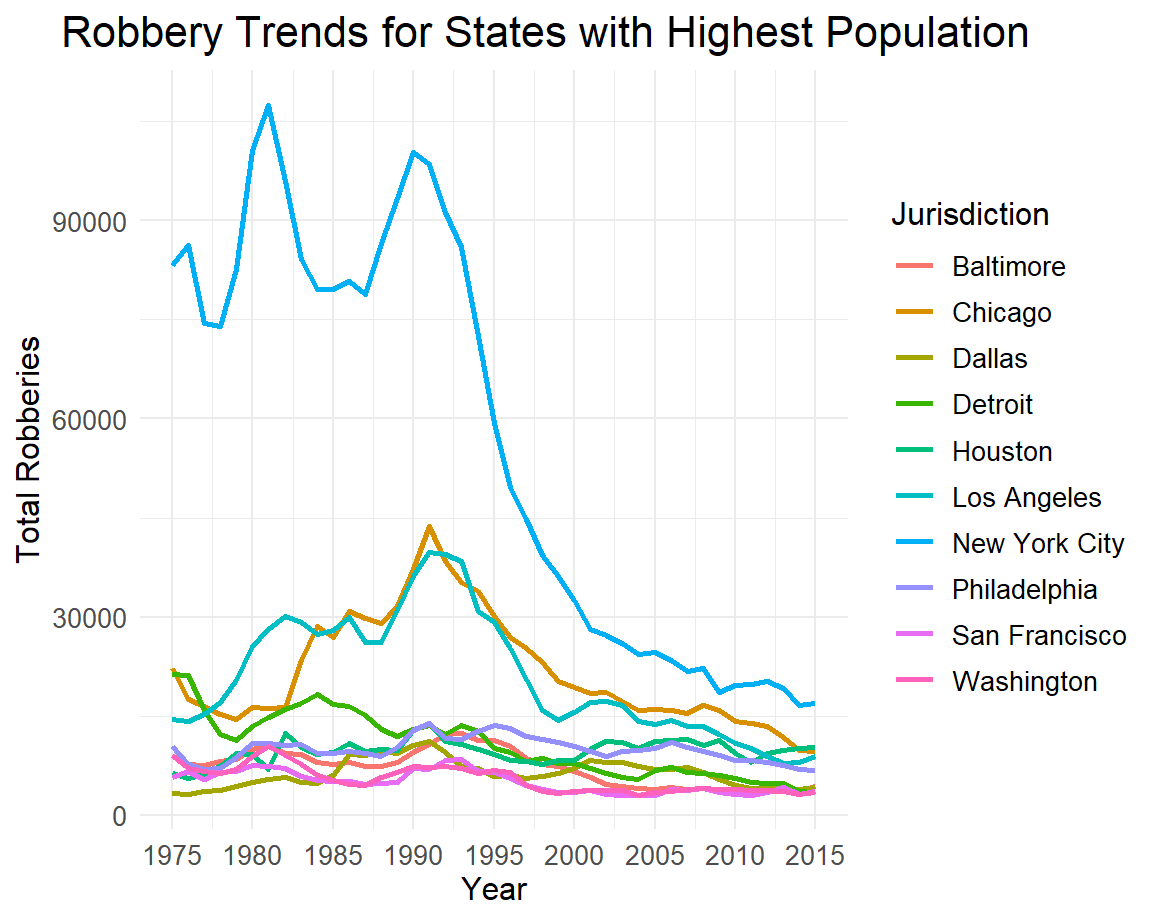 Robbery Trends for States with Highest Population
Total Robberies
90000
60000
30000
0
1975 1980 1985 1990 1995 2000 2005 2010 2015
Year
Jurisdiction
Baltimore
Chicago
Dallas
Detroit
Houston
Los Angeles
New York City
Philadelphia
San Francisco
Washington